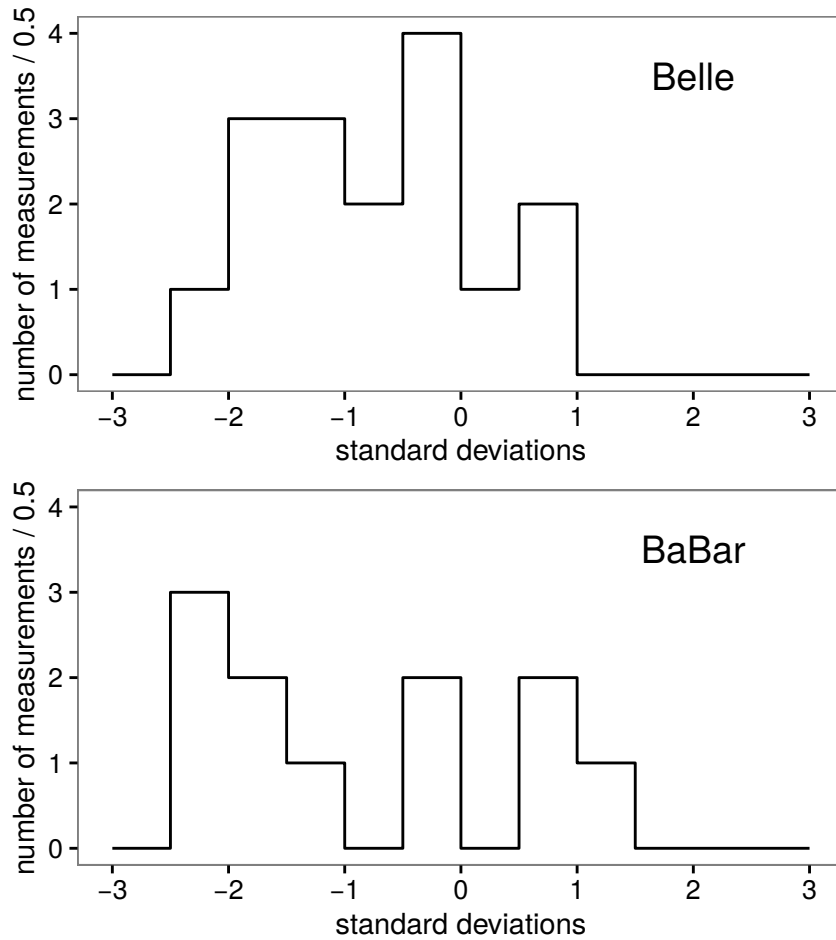 number of measurements / 0.5
4
3
2
1
0
Belle
−3 −2 −1 0 1 2 3
standard deviations
number of measurements / 0.5
4
3
2
1
0
BaBar
−3 −2 −1 0 1 2 3
standard deviations